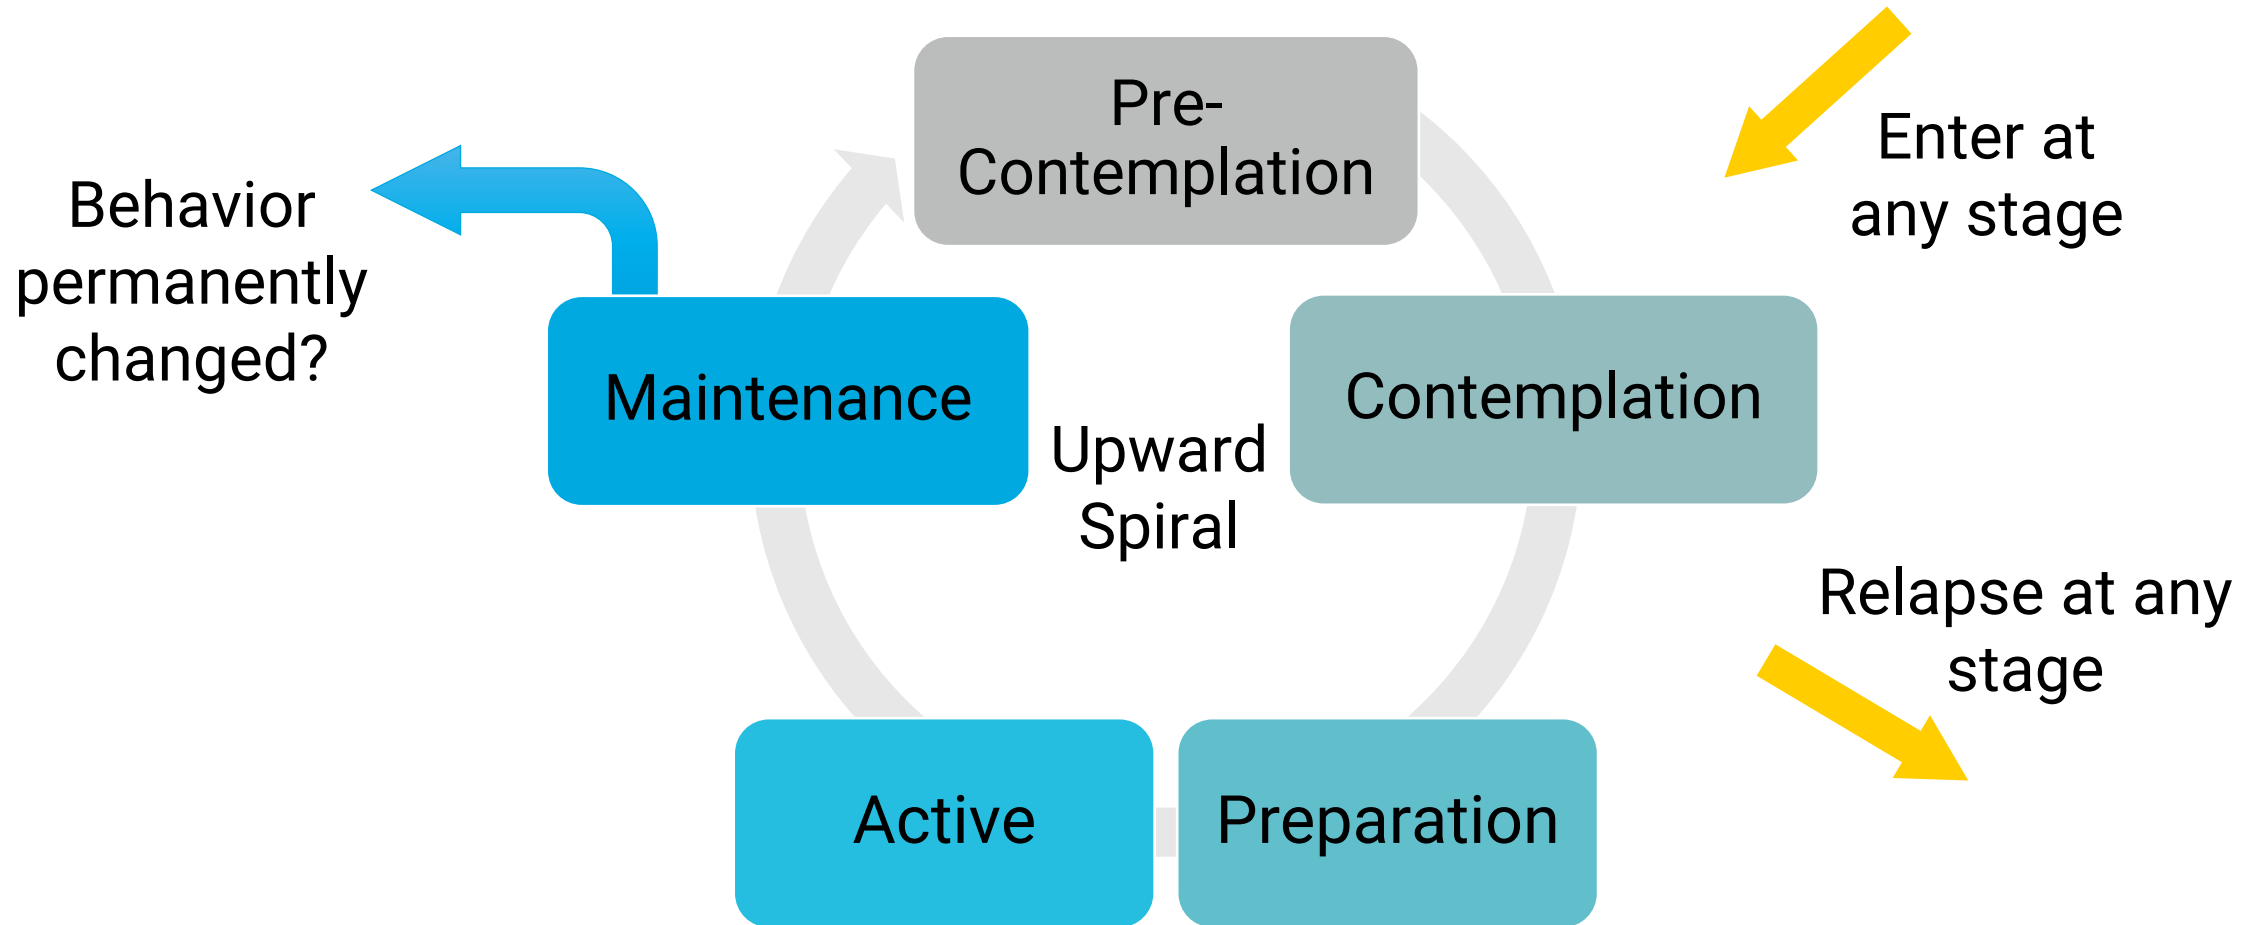 Pre-
Contemplation
Enter at
any stage
Behavior
permanently
changed?
Maintenance
Contemplation
Upward
Spiral
Relapse at any
stage
Active
Preparation